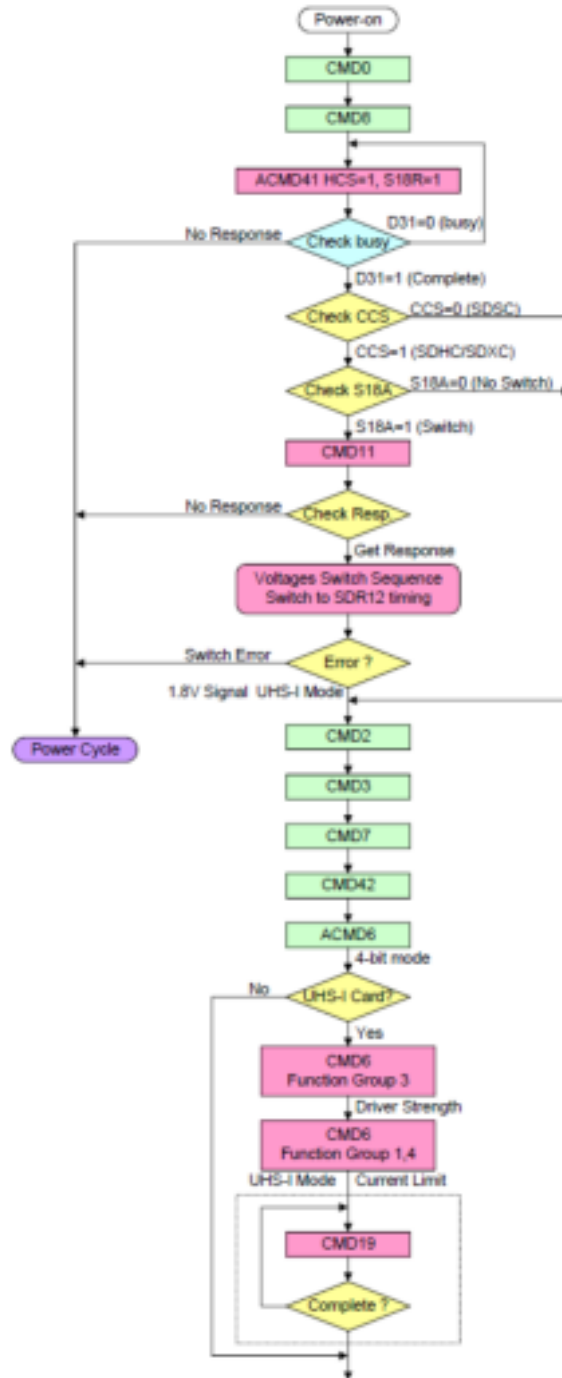 Power-on
CMD0
CMD8
ACMD41 HCS=1, S18R=1
D31=0 (busy)
No Response
Check busy
D31=1 (Complete)
Check CCS
CCS=0 (SDSC)
CCS=1 (SDHC/SDXC)
Check S18A
S18A=0 (No Switch)
S18A=1 (Switch)
CMD11
No Response
Check Resp.
Get Response
Voltages Switch Sequence
Switch to SDR12 timing
Switch Error
Error ?
1.8V Signal UHS-I Mode
Power Cycle
CMD2
CMD3
CMD7
CMD42
ACMD6
4-bit mode
No
UHS-I Card?
Yes
CMD6
Function Group 3
Driver Strength
CMD6
Function Group 1,4
UHS-I Mode
Current Limit
CMD19
Complete ?